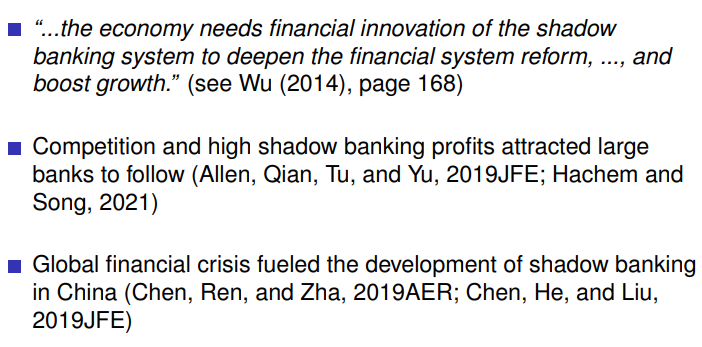 “...the economy needs financial innovation of the shadow
banking system to deepen the financial system reform, ..., and
boost growth.” (see Wu (2014), page 168)
Competition and high shadow banking profits attracted large
banks to follow (Allen, Qian, Tu, and Yu, 2019JFE; Hachem and
Song, 2021)
Global financial crisis fueled the development of shadow banking
in China (Chen, Ren, and Zha, 2019AER; Chen, He, and Liu,
2019JFE)